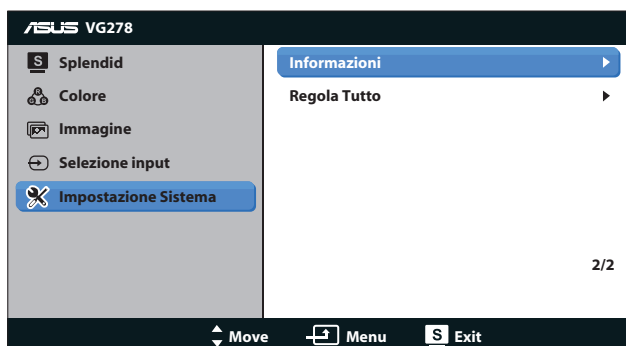 ASUS VG278
S Splendid
Colore
Immagine
Selezione input
Impostazione Sistema
Informazioni
Regola Tutto
2/2
Move Menu S Exit